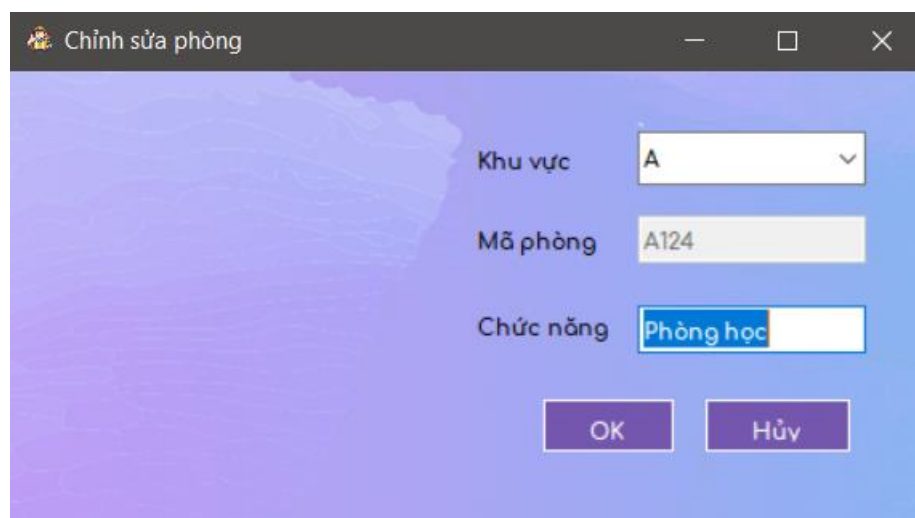 Chỉnh sửa phòng
Khu vực A
Mã phòng A124
Chức năng Phòng học
OK Hủy